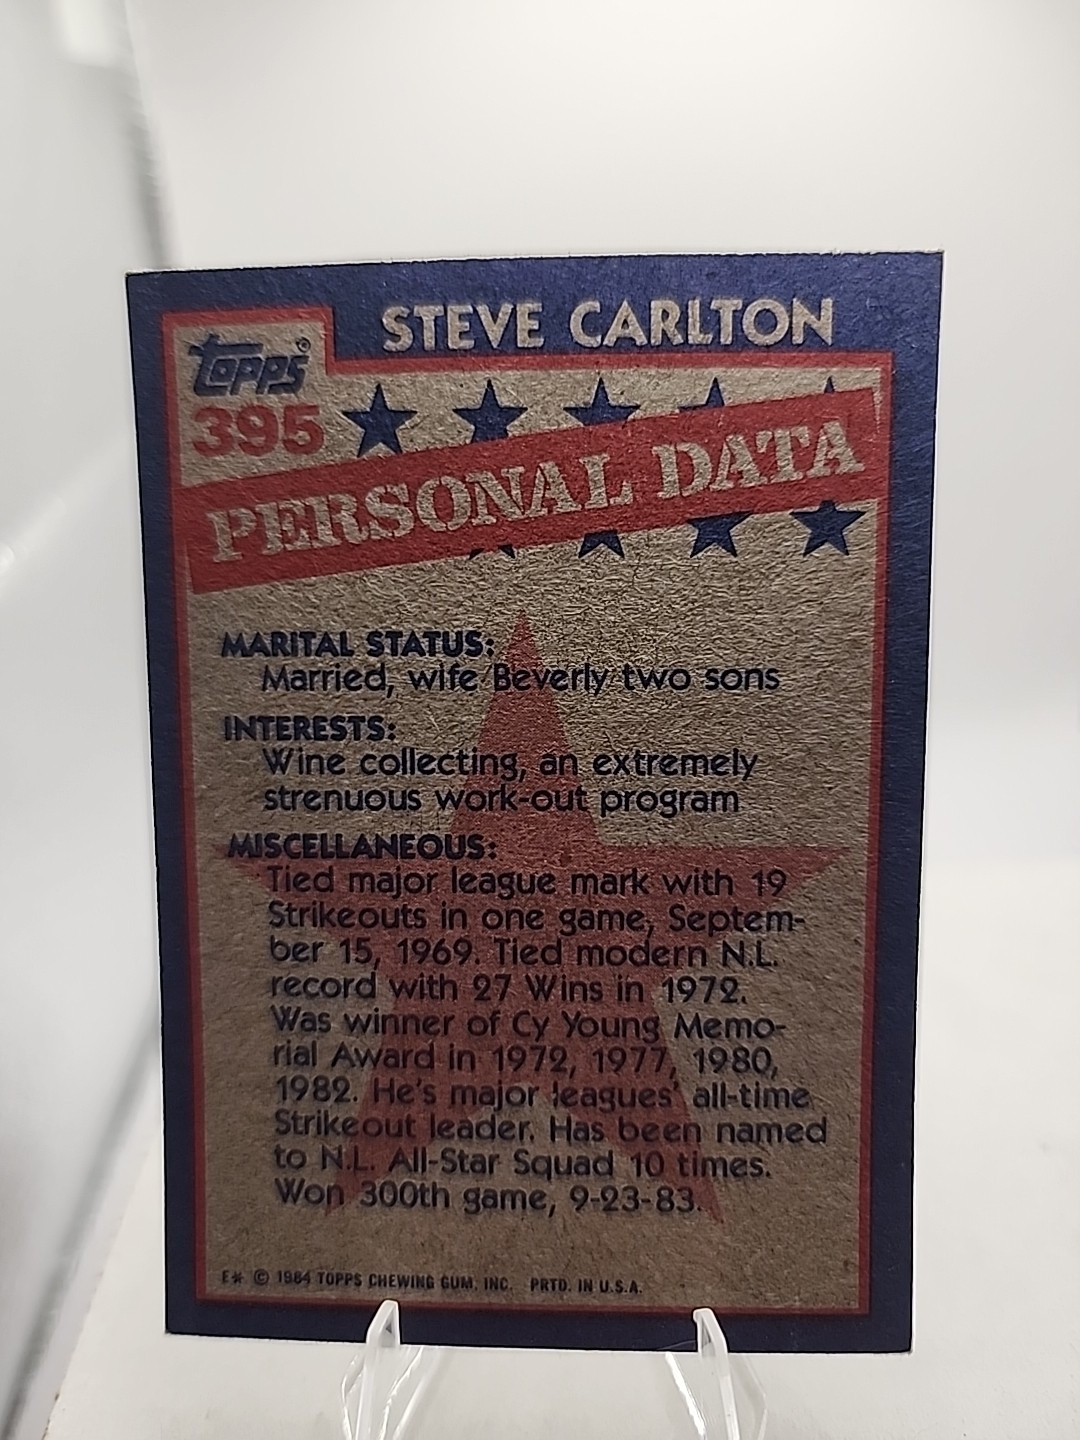 STEVE CARLTON
topps®
395
PERSONAL DATA
MARITAL STATUS:
Married, wife Beverly two sons
INTERESTS:
Wine collecting, an extremely
strenuous work-out program
MISCELLANEOUS:
Tied major league mark with 19
Strikeouts in one game, Septem-
ber 15, 1969. Tied modern N.L.
record with 27 Wins in 1972.
Was winner of Cy Young Memo-
rial Award in 1972, 1977, 1980,
1982. He's major leagues' all-time
Strikeout leader. Has been named
to N.L. All-Star Squad 10 times.
Won 300th game, 9-23-83.
E* © 1984 TOPPS CHEWING GUM, INC. PRTD. IN U.S.A.